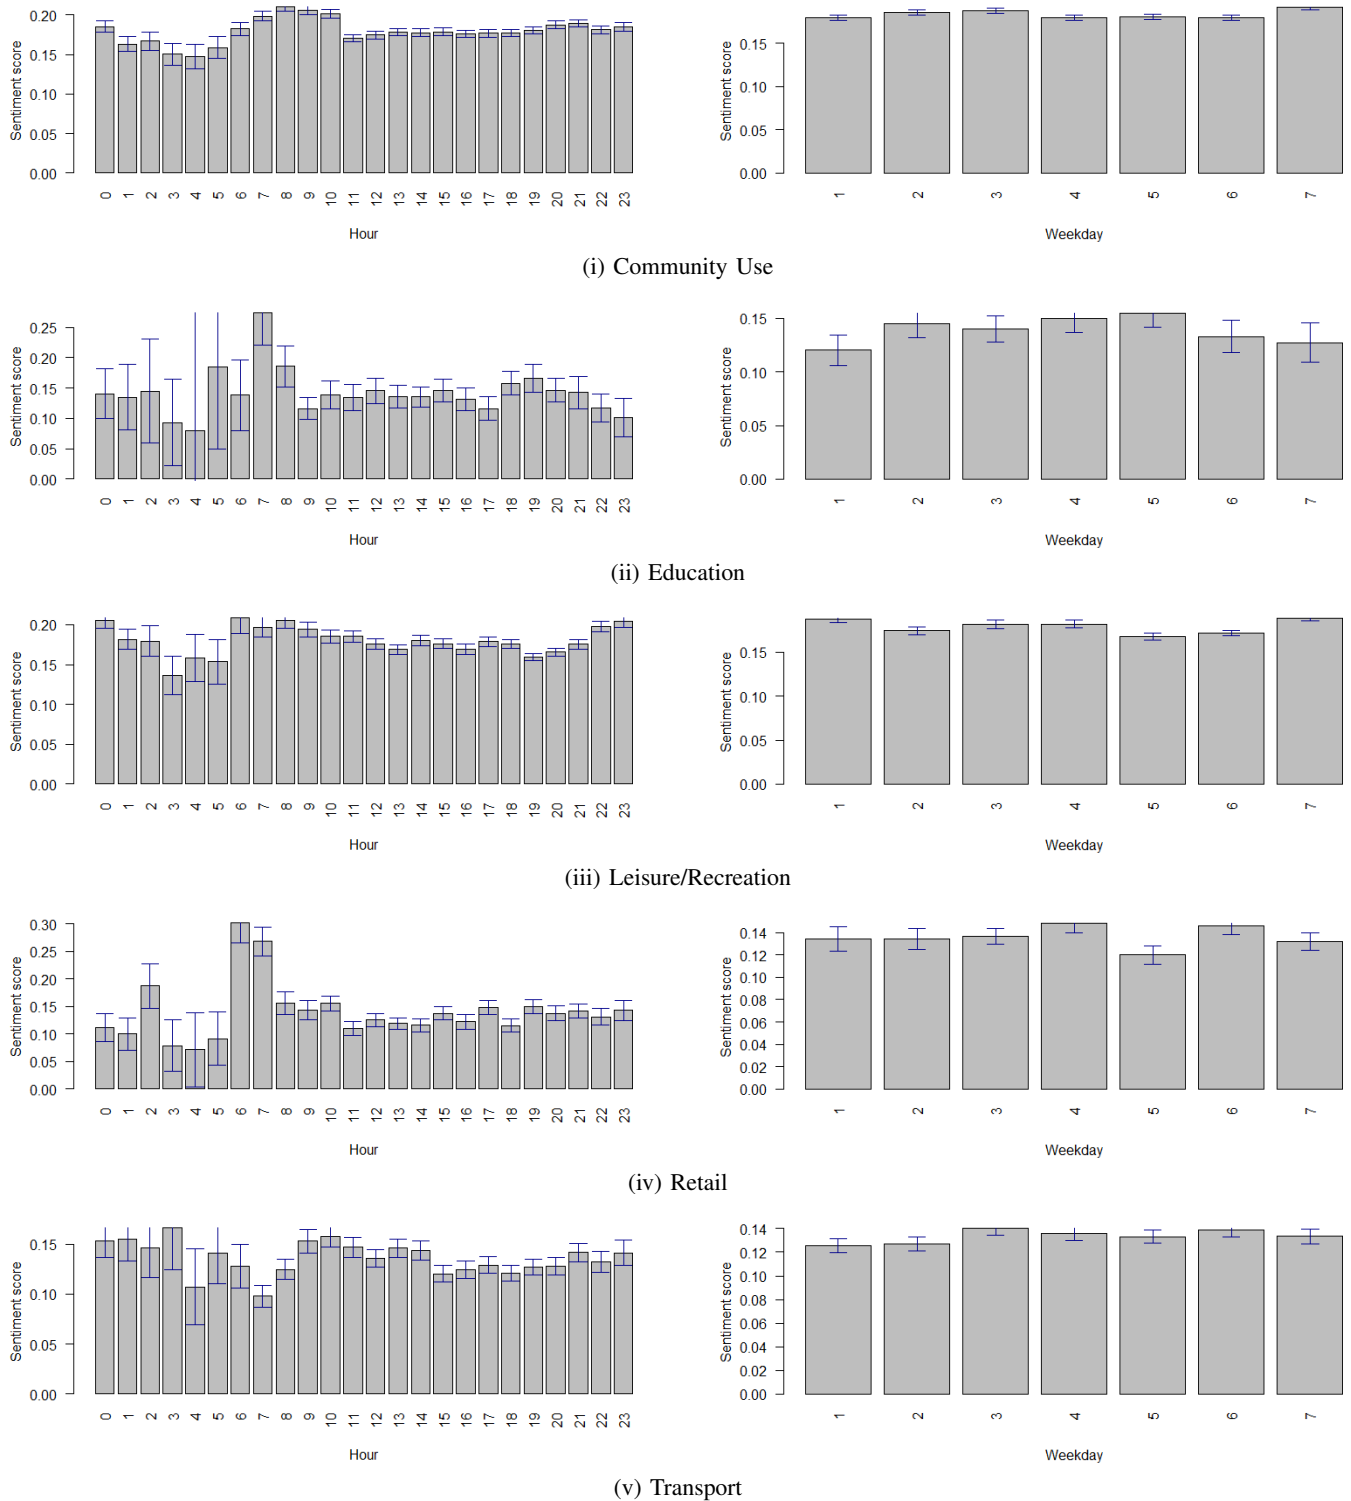 Sentiment score
0.20
0.15
0.10
0.05
0.00
0 1 2 3 4 5 6 7 8 9 10 11 12 13 14 15 16 17 18 19 20 21 22 23
Hour
Sentiment score
0.15
0.10
0.05
0.00
1 2 3 4 5 6 7
Weekday
(i) Community Use
Sentiment score
0.25
0.20
0.15
0.10
0.05
0.00
0 1 2 3 4 5 6 7 8 9 10 11 12 13 14 15 16 17 18 19 20 21 22 23
Hour
Sentiment score
0.15
0.10
0.05
0.00
1 2 3 4 5 6 7
Weekday
(ii) Education
Sentiment score
0.20
0.15
0.10
0.05
0.00
0 1 2 3 4 5 6 7 8 9 10 11 12 13 14 15 16 17 18 19 20 21 22 23
Hour
Sentiment score
0.15
0.10
0.05
0.00
1 2 3 4 5 6 7
Weekday
(iii) Leisure/Recreation
Sentiment score
0.30
0.25
0.20
0.15
0.10
0.05
0.00
0 1 2 3 4 5 6 7 8 9 10 11 12 13 14 15 16 17 18 19 20 21 22 23
Hour
Sentiment score
0.14
0.12
0.10
0.08
0.06
0.04
0.02
0.00
1 2 3 4 5 6 7
Weekday
(iv) Retail
Sentiment score
0.15
0.10
0.05
0.00
0 1 2 3 4 5 6 7 8 9 10 11 12 13 14 15 16 17 18 19 20 21 22 23
Hour
Sentiment score
0.14
0.12
0.10
0.08
0.06
0.04
0.02
0.00
1 2 3 4 5 6 7
Weekday
(v) Transport